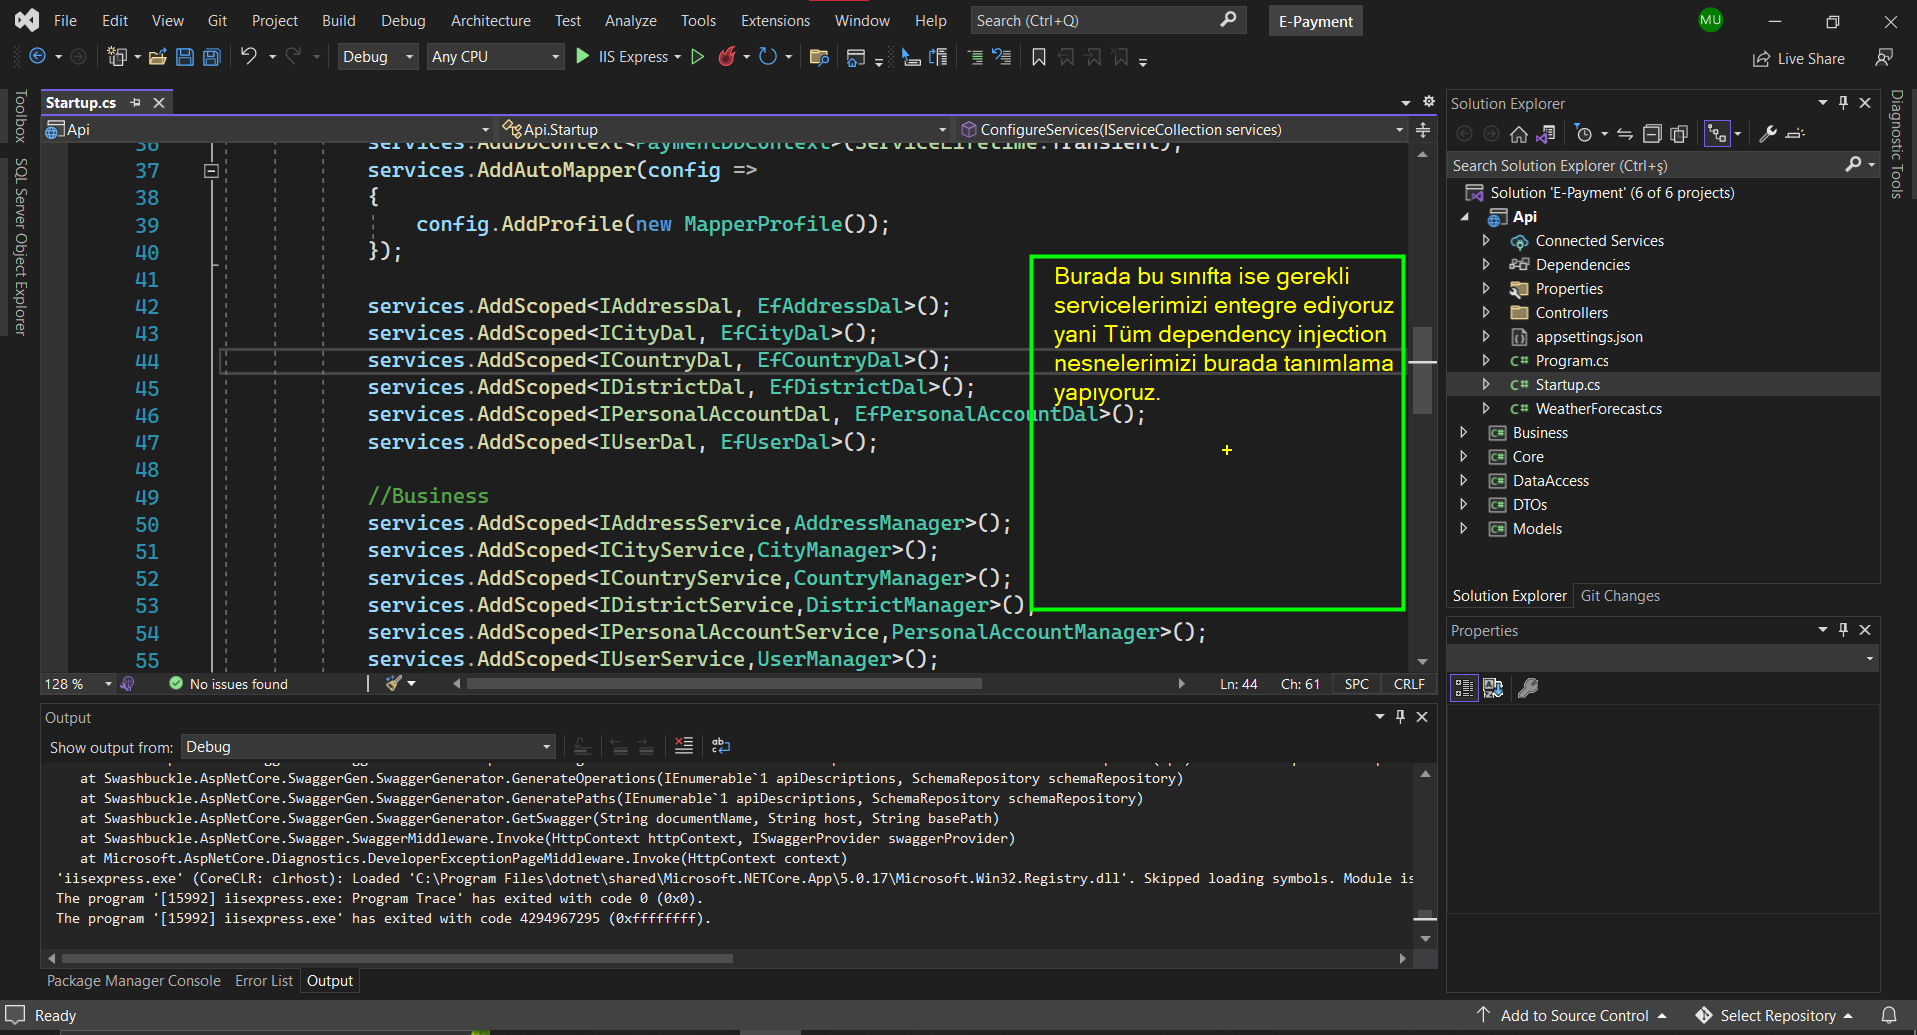 File Edit View Git Project Build Debug Architecture Test Analyze Tools Extensions Window Help Search (Ctrl+Q) E-Payment MU
Debug Any CPU IIS Express Live Share
Toolbox
SQL Server Object Explorer
Startup.cs
Api Api.Startup ConfigureServices(IServiceCollection services)
36 services.AddDbContext<PaymentDbContext>(ServiceLifetime.Transient);
37 services.AddAutoMapper(config =>
38 {
39 config.AddProfile(new MapperProfile());
40 });
41
42 services.AddScoped<IAddressDal, EfAddressDal>();
43 services.AddScoped<ICityDal, EfCityDal>();
44 services.AddScoped<ICountryDal, EfCountryDal>();
45 services.AddScoped<IDistrictDal, EfDistrictDal>();
46 services.AddScoped<IPersonalAccountDal, EfPersonalAccountDal>();
47 services.AddScoped<IUserDal, EfUserDal>();
48
49 //Business
50 services.AddScoped<IAddressService,AddressManager>();
51 services.AddScoped<ICityService,CityManager>();
52 services.AddScoped<ICountryService,CountryManager>();
53 services.AddScoped<IDistrictService,DistrictManager>();
54 services.AddScoped<IPersonalAccountService,PersonalAccountManager>();
55 services.AddScoped<IUserService,UserManager>();
Burada bu sınıfta ise gerekli
servicelerimizi entegre ediyoruz
yani Tüm dependency injection
nesnelerimizi burada tanımlama
yapıyoruz.
128 % No issues found Ln: 44 Ch: 61 SPC CRLF
Output
Show output from: Debug
at Swashbuckle.AspNetCore.SwaggerGen.SwaggerGenerator.GenerateOperations(IEnumerable`1 apiDescriptions, SchemaRepository schemaRepository)
at Swashbuckle.AspNetCore.SwaggerGen.SwaggerGenerator.GeneratePaths(IEnumerable`1 apiDescriptions, SchemaRepository schemaRepository)
at Swashbuckle.AspNetCore.SwaggerGen.SwaggerGenerator.GetSwagger(String documentName, String host, String basePath)
at Swashbuckle.AspNetCore.Swagger.SwaggerMiddleware.Invoke(HttpContext httpContext, ISwaggerProvider swaggerProvider)
at Microsoft.AspNetCore.Diagnostics.DeveloperExceptionPageMiddleware.Invoke(HttpContext context)
'iisexpress.exe' (CoreCLR: clrhost): Loaded 'C:\Program Files\dotnet\shared\Microsoft.NETCore.App\5.0.17\Microsoft.Win32.Registry.dll'. Skipped loading symbols. Module is
The program '[15992] iisexpress.exe: Program Trace' has exited with code 0 (0x0).
The program '[15992] iisexpress.exe' has exited with code 4294967295 (0xffffffff).
Package Manager Console Error List Output
Solution Explorer
Search Solution Explorer (Ctrl+ş)
Solution 'E-Payment' (6 of 6 projects)
Api
Connected Services
Dependencies
Properties
Controllers
appsettings.json
C# Program.cs
C# Startup.cs
C# WeatherForecast.cs
C# Business
C# Core
C# DataAccess
C# DTOs
C# Models
Solution Explorer Git Changes
Properties
Diagnostic Tools
Ready Add to Source Control Select Repository